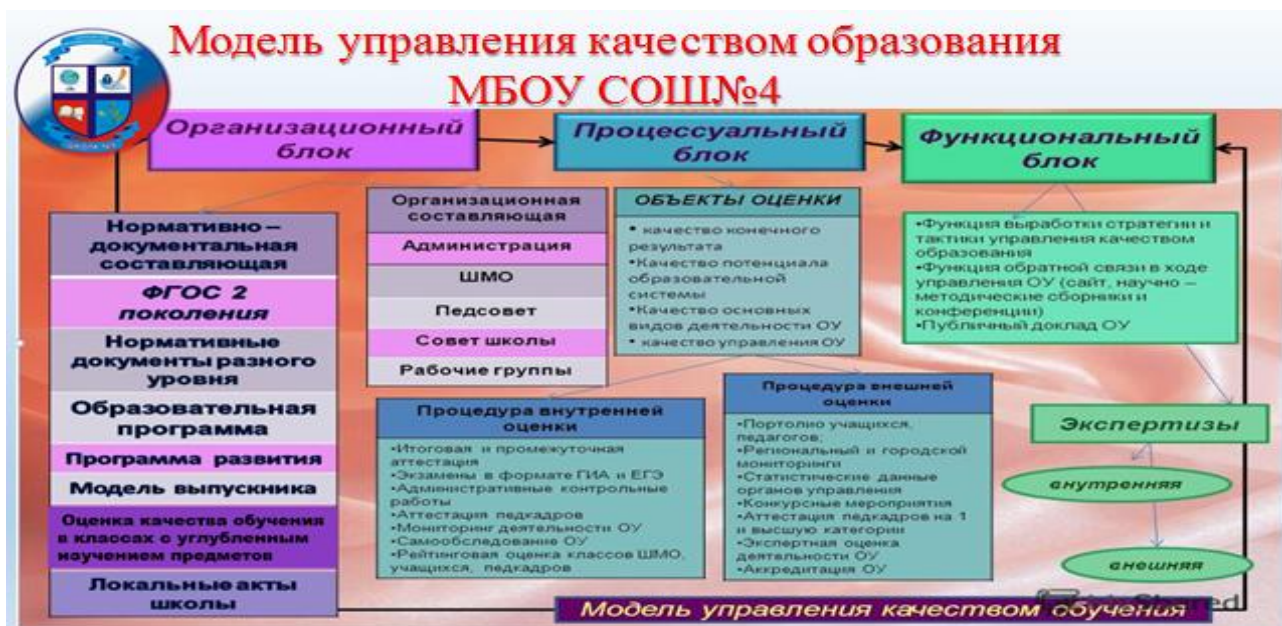 Модель управления качеством образования
МБОУ СОШ№4
Организационный
блок
Процессуальный
блок
Функциональный
блок
Нормативно –
документальная
составляющая
ФГОС 2
поколения
Нормативные
документы разного
уровня
Образовательная
программа
Программа развития
Модель выпускника
Оценка качества обучения
в классах с углубленным
изучением предметов
Локальные акты
школы
Организационная
составляющая
Администрация
ШМО
Педсовет
Совет школы
Рабочие группы
ОБЪЕКТЫ ОЦЕНКИ
• качество конечного
результата
•Качество потенциала
образовательной
системы
•Качество основных
видов деятельности ОУ
• качество управления ОУ
•Функция выработки стратегии и
тактики управления качеством
образования
•Функция обратной связи в ходе
управления ОУ (сайт, научно –
методические сборники и
конференции)
•Публичный доклад ОУ
Процедура внутренней
оценки
•Итоговая и промежуточная
аттестация
•Экзамены в формате ГИА и ЕГЭ
•Административные контрольные
работы
•Аттестация педкадров
•Мониторинг деятельности ОУ
•Самообследование ОУ
•Рейтинговая оценка классов ШМО,
учащихся, педкадров
Процедура внешней
оценки
•Портолио учащихся,
педагогов;
•Региональный и городской
мониторинги
•Статистические данные
органов управления
•Конкурсные мероприятия
•Аттестация педкадров на 1
и высшую категории
•Экспертная оценка
деятельности ОУ
•Аккредитация ОУ
Экспертизы
внутренняя
внешняя
Модель управления качеством обучения